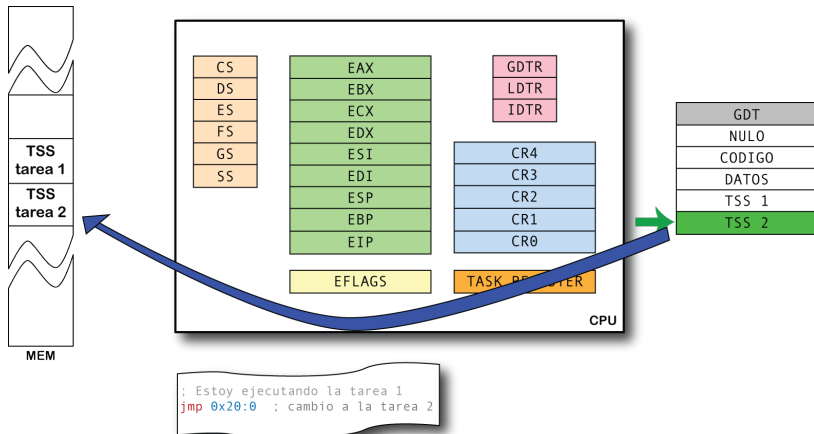 TSS
tarea 1
TSS
tarea 2
MEM
CS
DS
ES
FS
GS
SS
EAX
EBX
ECX
EDX
ESI
EDI
ESP
EBP
EIP
EFLAGS
GDTR
LDTR
IDTR
CR4
CR3
CR2
CR1
CR0
TASK REGISTER
CPU
GDT
NULO
CODIGO
DATOS
TSS 1
TSS 2
; Estoy ejecutando la tarea 1
jmp 0x20:0 ; cambio a la tarea 2